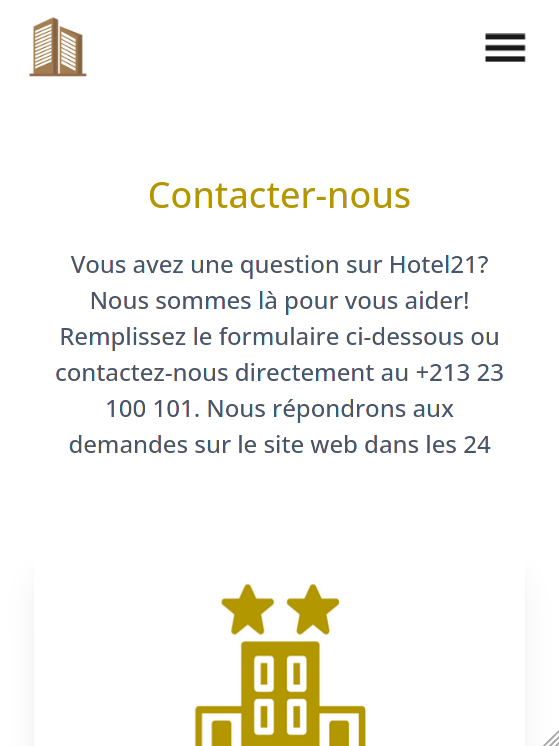 Contacter-nous
Vous avez une question sur Hotel21?
Nous sommes là pour vous aider!
Remplissez le formulaire ci-dessous ou
contactez-nous directement au +213 23
100 101. Nous répondrons aux
demandes sur le site web dans les 24